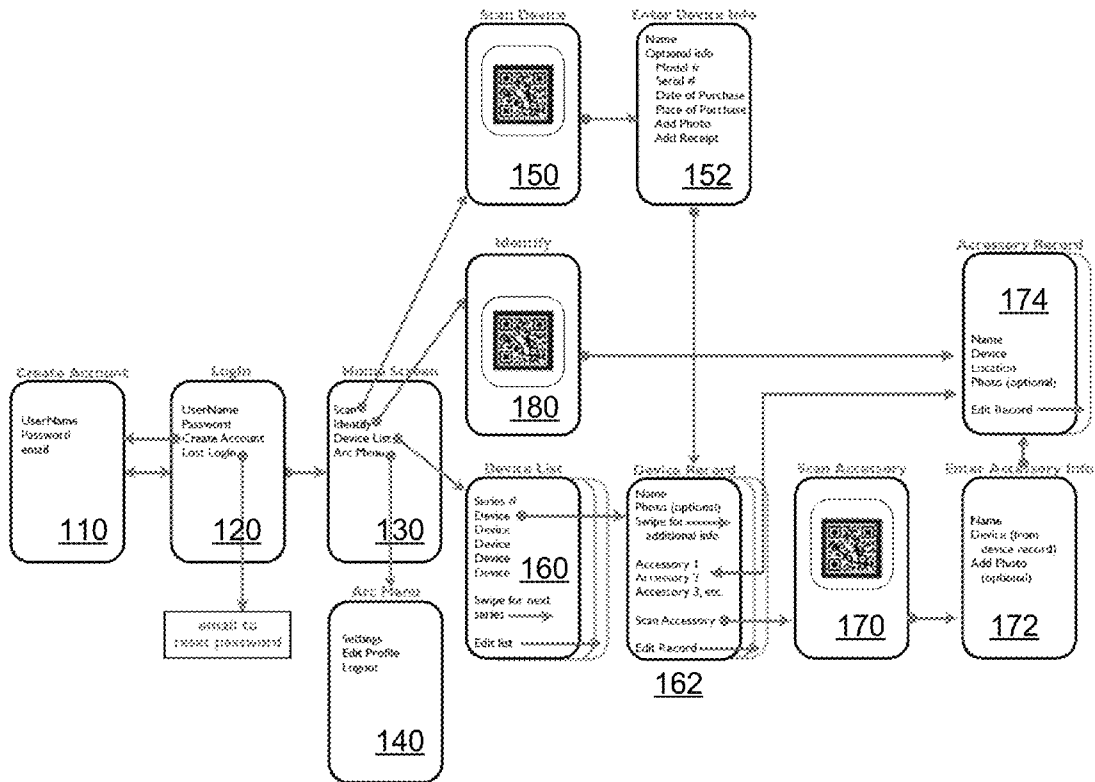 Scan Device
150
Enter Device Info
Name
Optional info
Model #
Serial #
Date of Purchase
Place of Purchase
Add Photo
Add Receipt
152
Identify
180
Accessory Record
174
Name
Device
Location
Photo (optional)
Edit Record
Create Account
UserName
Password
email
110
Login
UserName
Password
Create Account
Lost Login
120
email to
reset password
Home Screen
Scan
Identify
Device List
Arc Menu
130
Arc Menu
Settings
Edit Profile
Logout
140
Device List
Series #
Device
Device
Device
Device
Device
160
Swipe for next
series
Edit list
Device Record
Name
Photo (optional)
Swipe for
additional info
Accessory 1
Accessory 2
Accessory 3, etc.
Scan Accessory
Edit Record
162
Scan Accessory
170
Enter Accessory Info
Name
Device (from
device record)
Add Photo
(optional)
172